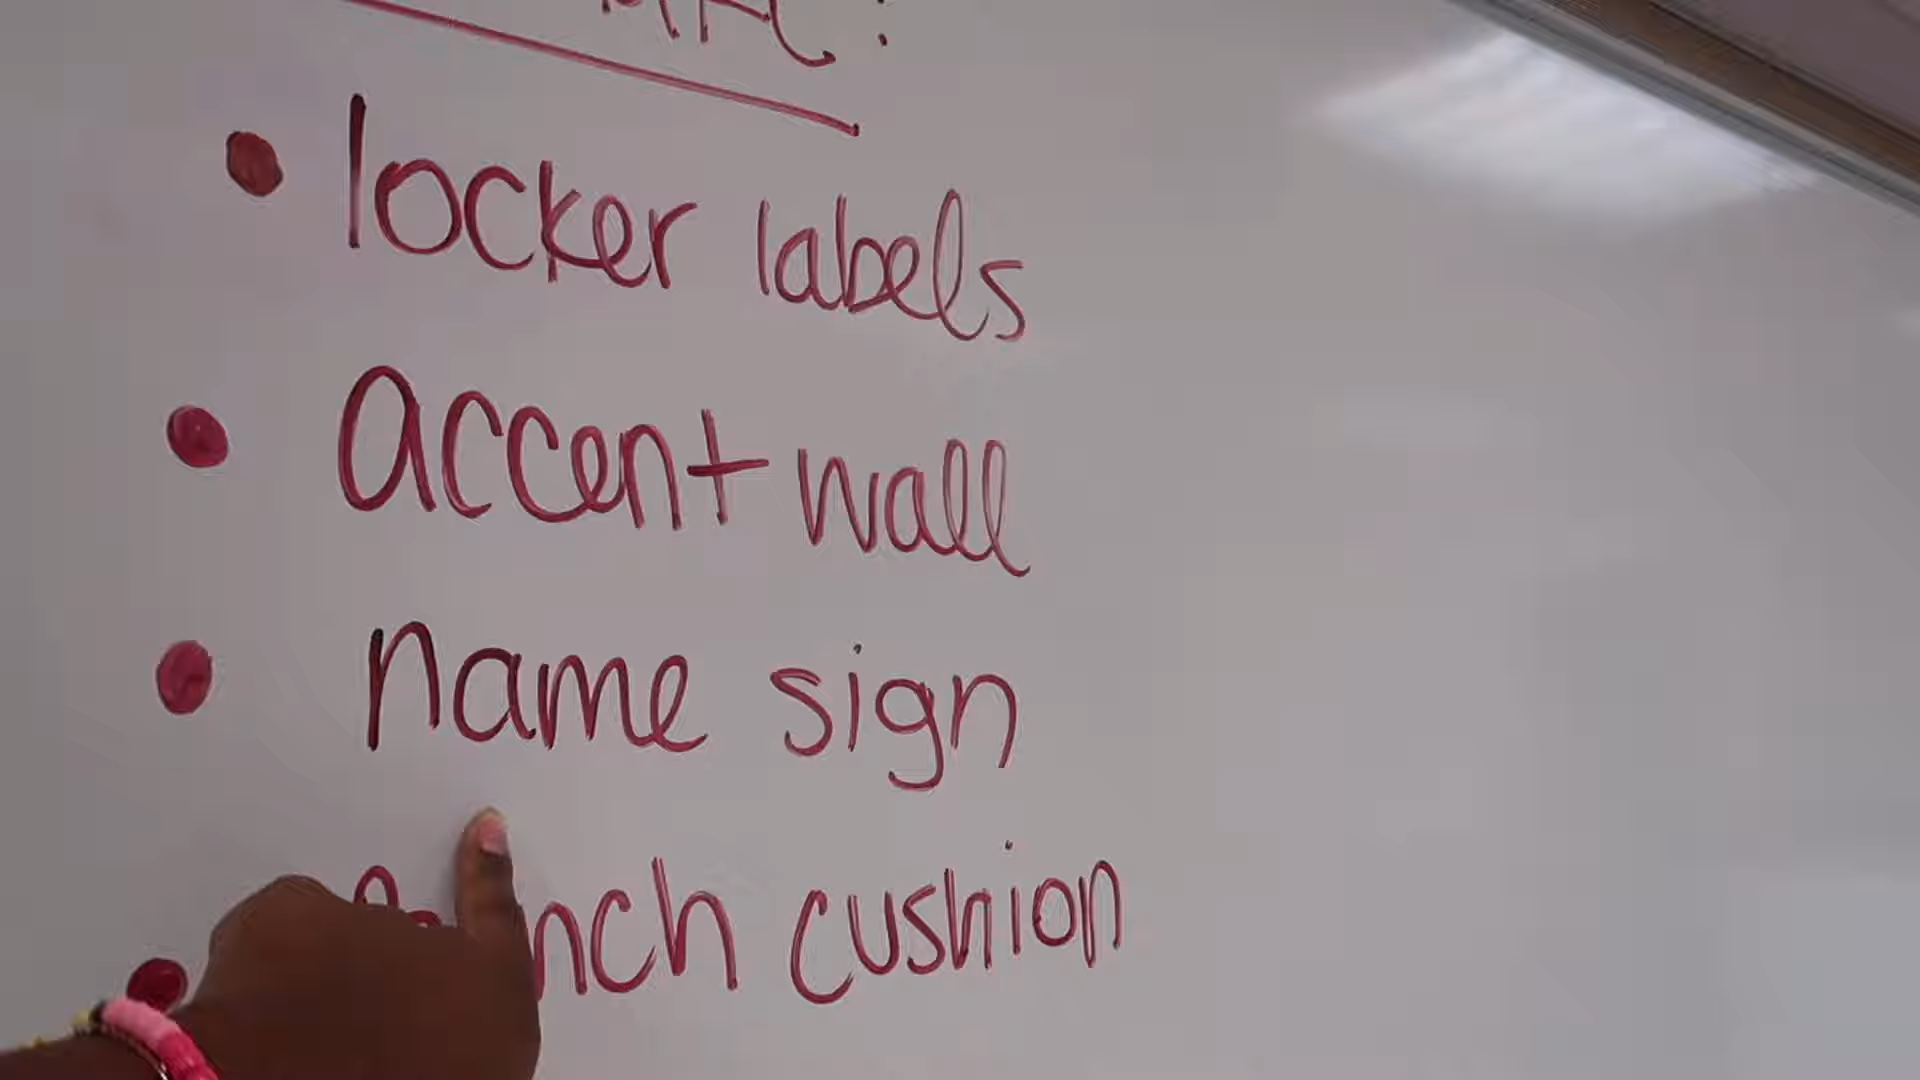 • locker labels
• accent wall
• name sign
• cushion